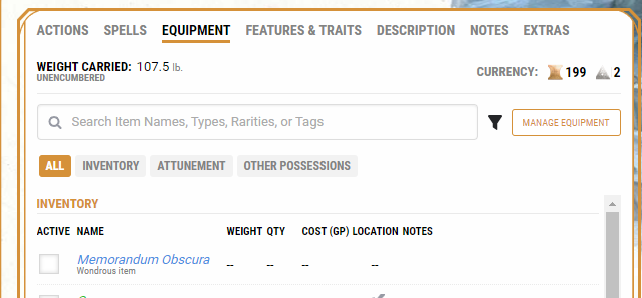 ACTIONS SPELLS EQUIPMENT FEATURES & TRAITS DESCRIPTION NOTES EXTRAS
WEIGHT CARRIED: 107.5 lb.
UNENCUMBERED
CURRENCY: 199 2
Search Item Names, Types, Rarities, or Tags
MANAGE EQUIPMENT
ALL INVENTORY ATTUNEMENT OTHER POSSESSIONS
INVENTORY
ACTIVE NAME WEIGHT QTY COST (GP) LOCATION NOTES
Memorandum Obscura -- -- -- --
Wondrous item